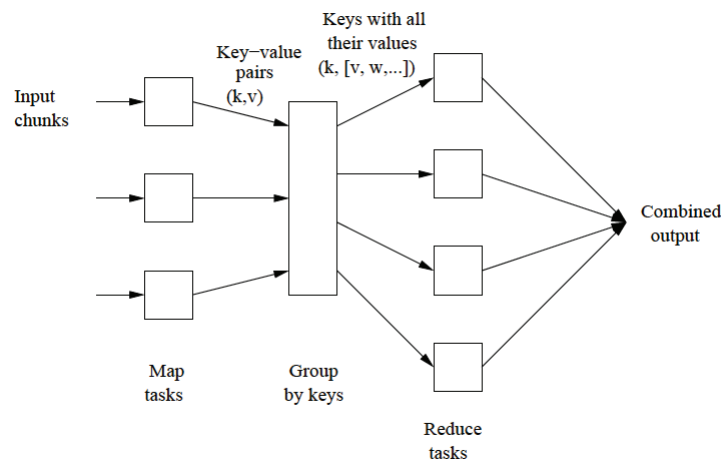 Keys with all
their values
(k, [v, w,...])
Key−value
pairs
(k,v)
Input
chunks
Combined
output
Map
tasks
Group
by keys
Reduce
tasks